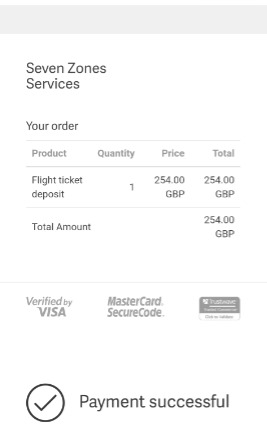 Seven Zones
Services
Your order
Product Quantity Price Total
Flight ticket deposit 1 254.00 GBP 254.00 GBP
Total Amount 254.00 GBP
Verified by VISA
MasterCard. SecureCode.
Trustwave
Payment successful